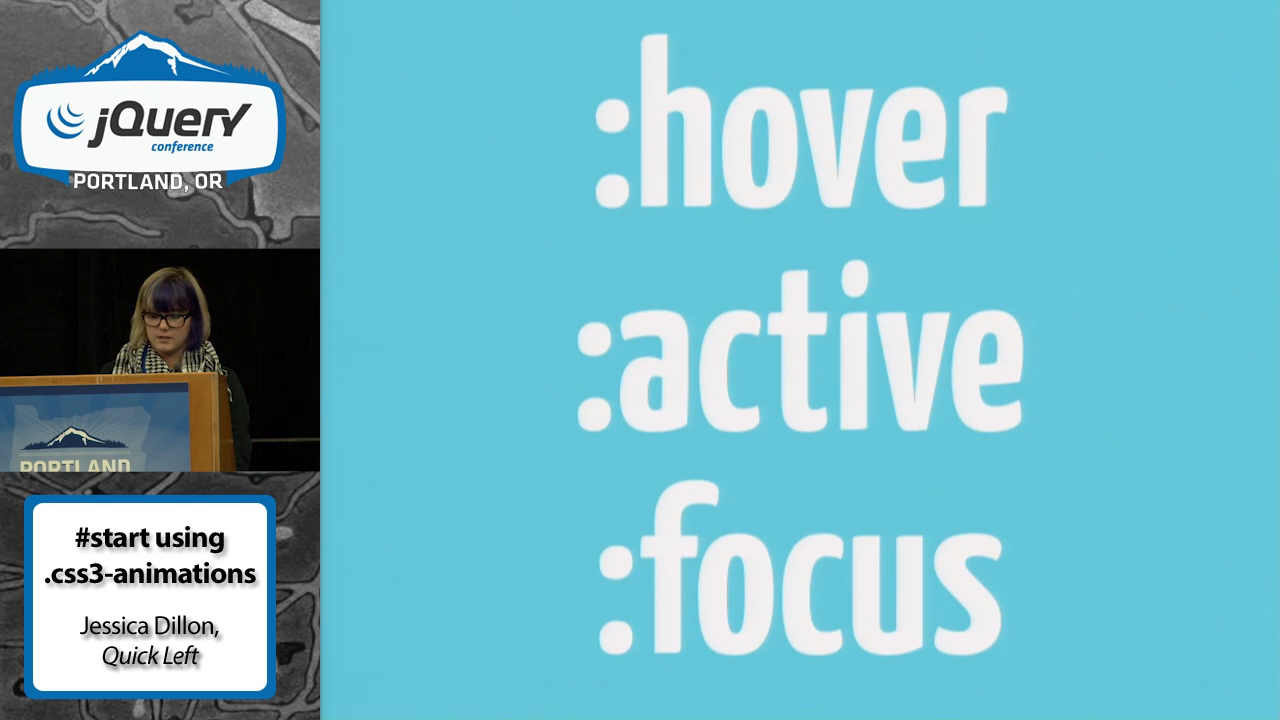 jQuery
conference
PORTLAND, OR
PORTLAND
#start using
.css3-animations
Jessica Dillon,
Quick Left
:hover
:active
:focus